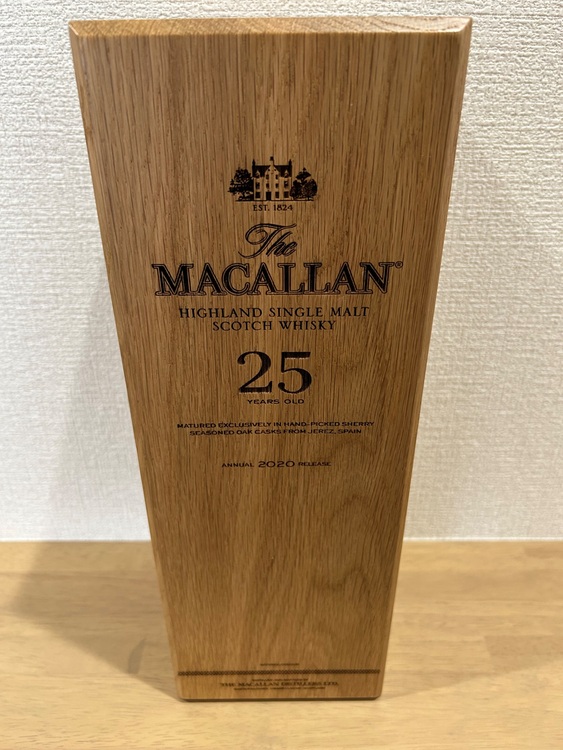 EST. 1824
The
MACALLAN®
HIGHLAND SINGLE MALT
SCOTCH WHISKY
25
YEARS OLD
MATURED EXCLUSIVELY IN HAND-PICKED SHERRY
SEASONED OAK CASKS FROM JEREZ, SPAIN
ANNUAL 2020 RELEASE
THE MACALLAN DISTILLERS LTD.